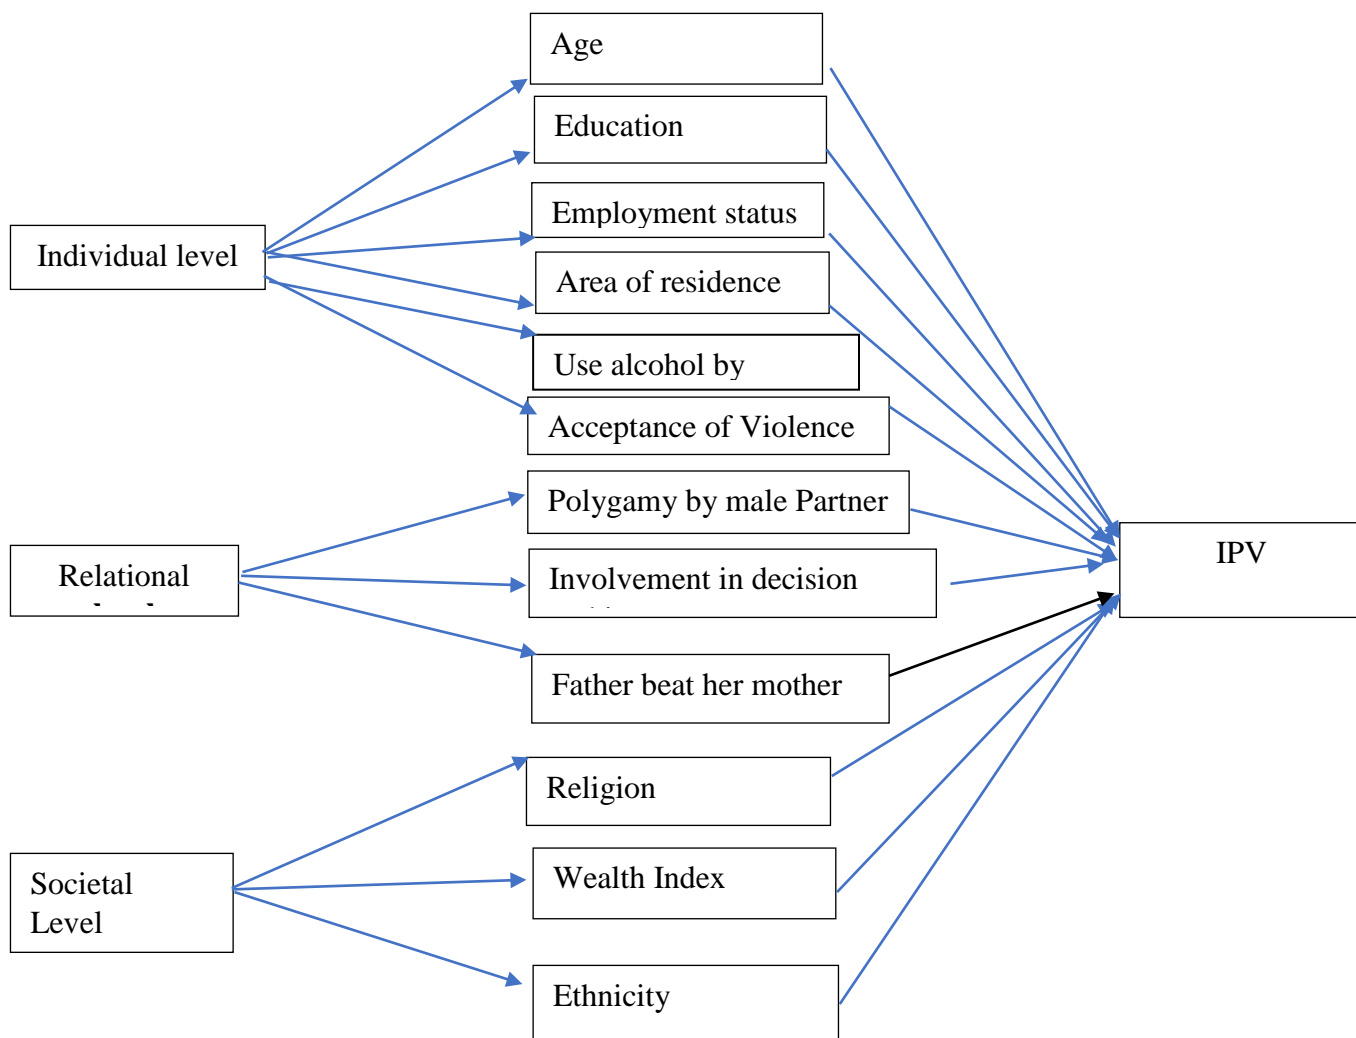 Age
Education
Employment status
Individual level
Area of residence
Use alcohol by
Acceptance of Violence
Polygamy by male Partner
IPV
Relational
Involvement in decision
Father beat her mother
Religion
Wealth Index
Societal
Level
Ethnicity